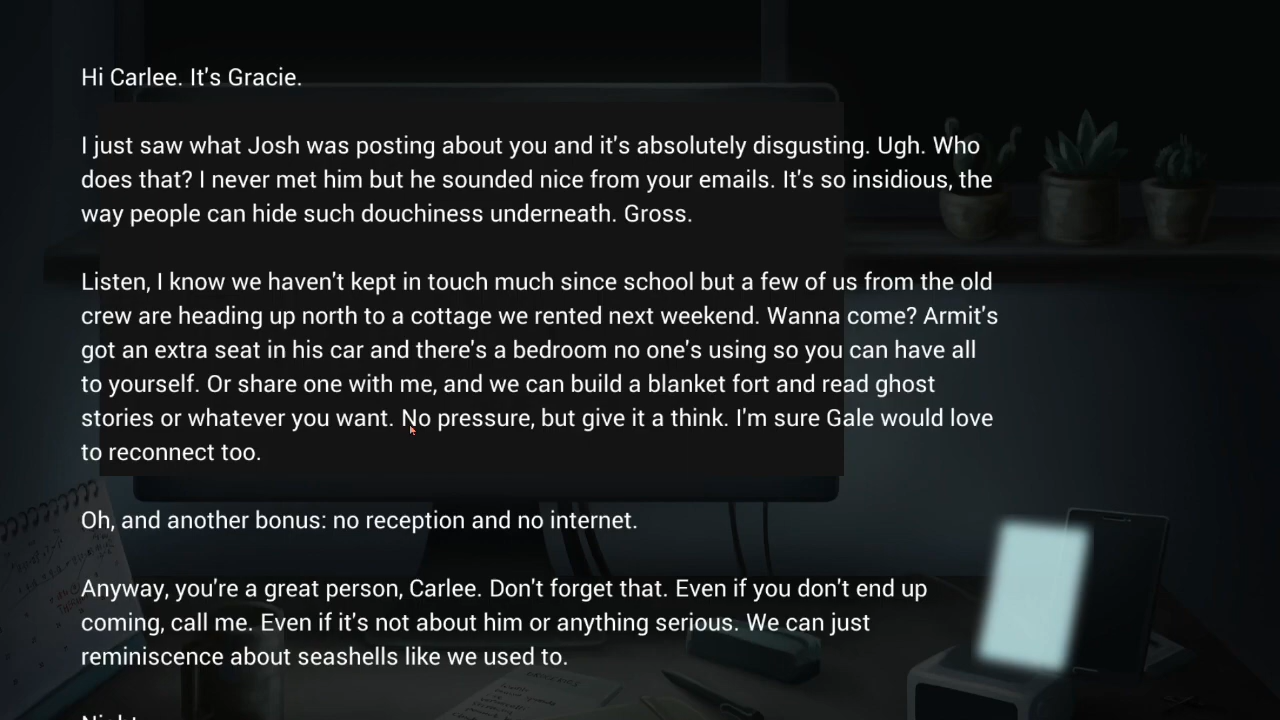 Hi Carlee. It's Gracie.
I just saw what Josh was posting about you and it's absolutely disgusting. Ugh. Who
does that? I never met him but he sounded nice from your emails. It's so insidious, the
way people can hide such douchiness underneath. Gross.
Listen, I know we haven't kept in touch much since school but a few of us from the old
crew are heading up north to a cottage we rented next weekend. Wanna come? Armit's
got an extra seat in his car and there's a bedroom no one's using so you can have all
to yourself. Or share one with me, and we can build a blanket fort and read ghost
stories or whatever you want. No pressure, but give it a think. I'm sure Gale would love
to reconnect too.
Oh, and another bonus: no reception and no internet.
Anyway, you're a great person, Carlee. Don't forget that. Even if you don't end up
coming, call me. Even if it's not about him or anything serious. We can just
reminiscence about seashells like we used to.